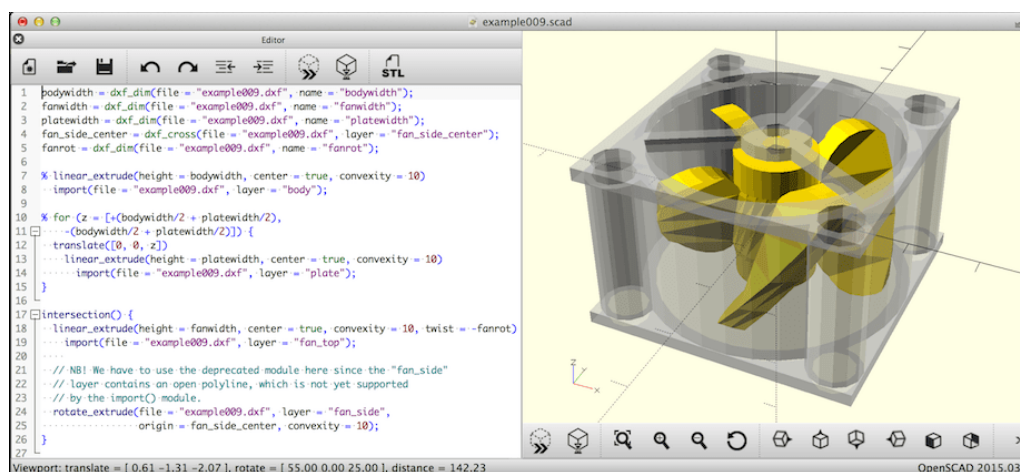 example009.scad
Editor
STL
1 bodywidth = dxf_dim(file = "example009.dxf", name = "bodywidth");
2 fanwidth = dxf_dim(file = "example009.dxf", name = "fanwidth");
3 platewidth = dxf_dim(file = "example009.dxf", name = "platewidth");
4 fan_side_center = dxf_cross(file = "example009.dxf", layer = "fan_side_center");
5 fanrot = dxf_dim(file = "example009.dxf", name = "fanrot");
6
7 % linear_extrude(height = bodywidth, center = true, convexity = 10)
8 import(file = "example009.dxf", layer = "body");
9
10 % for (z = [+(bodywidth/2 + platewidth/2),
11 -(bodywidth/2 + platewidth/2)]) {
12 translate([0, 0, z])
13 linear_extrude(height = platewidth, center = true, convexity = 10)
14 import(file = "example009.dxf", layer = "plate");
15 }
16
17 intersection() {
18 linear_extrude(height = fanwidth, center = true, convexity = 10, twist = -fanrot)
19 import(file = "example009.dxf", layer = "fan_top");
20
21 // NB! We have to use the deprecated module here since the "fan_side"
22 // layer contains an open polyline, which is not yet supported
23 // by the import() module.
24 rotate_extrude(file = "example009.dxf", layer = "fan_side",
25 origin = fan_side_center, convexity = 10);
26 }
27
Z
X
Viewport: translate = [ 0.61 -1.31 -2.07 ], rotate = [ 55.00 0.00 25.00 ], distance = 142.23
OpenSCAD 2015.03